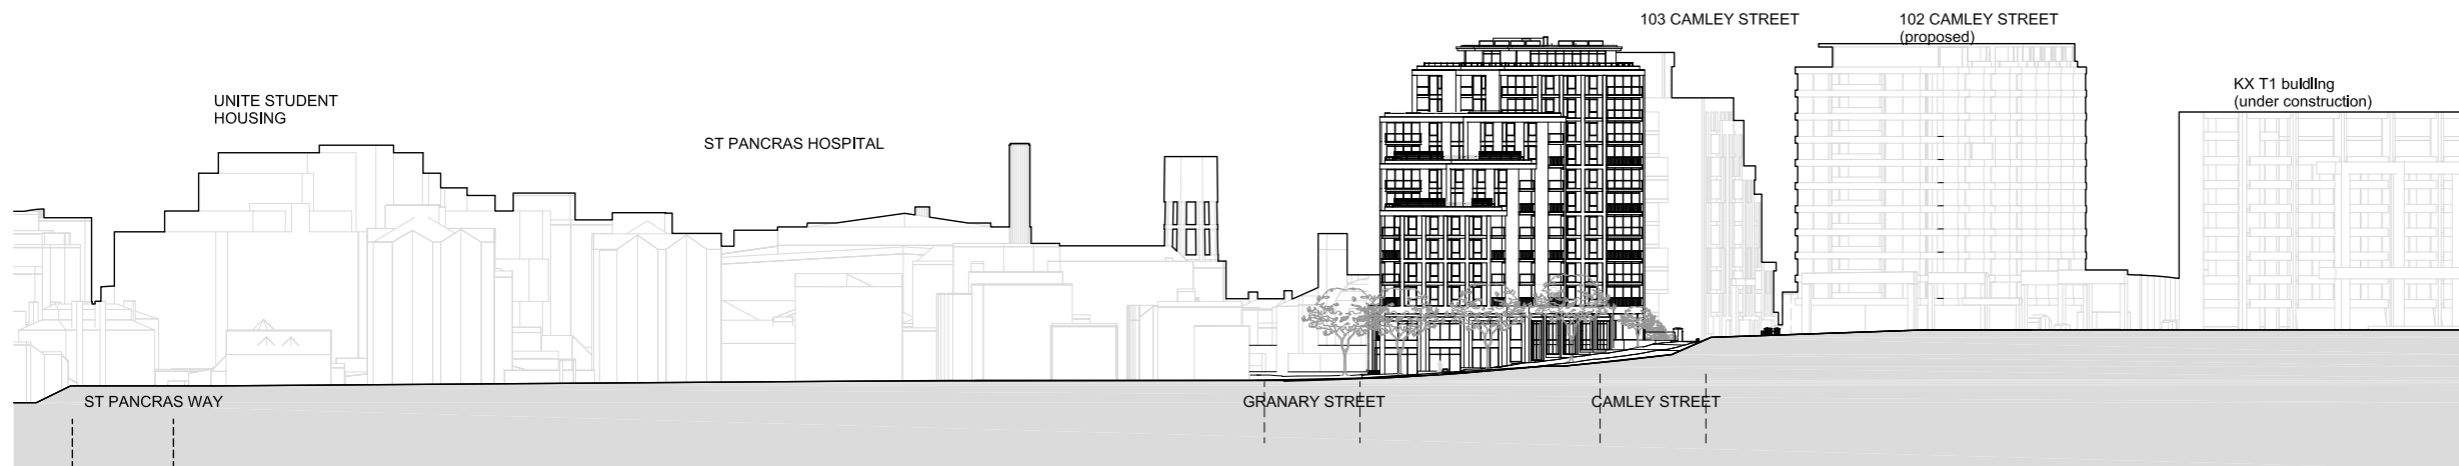 103 CAMLEY STREET
102 CAMLEY STREET
(proposed)
UNITE STUDENT
HOUSING
ST PANCRAS HOSPITAL
KX T1 buidling
(under construction)
ST PANCRAS WAY
GRANARY STREET
CAMLEY STREET